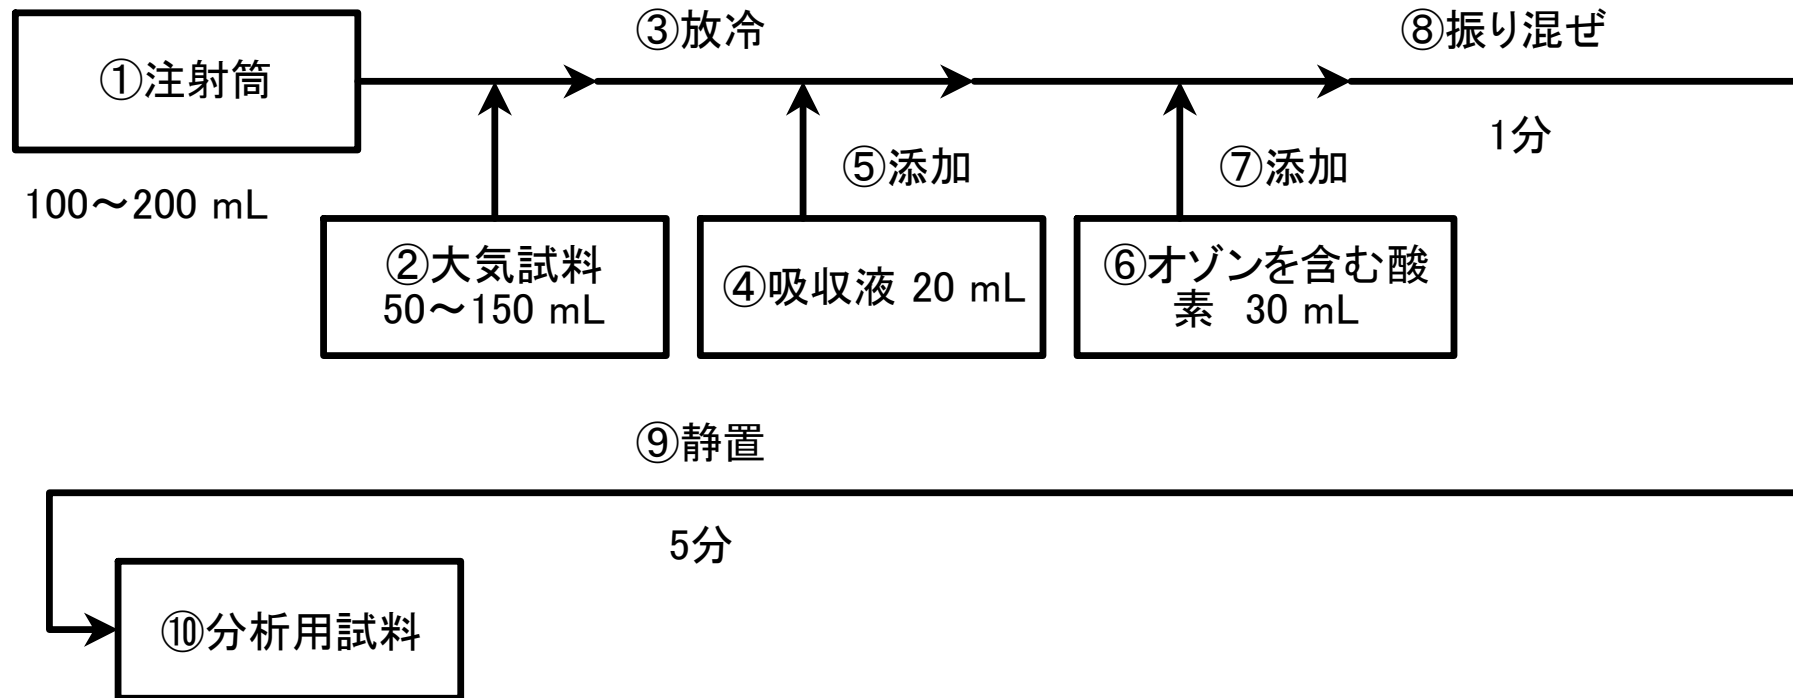 ①注射筒
100～200 mL
②大気試料
50～150 mL
③放冷
④吸収液 20 mL
⑤添加
⑥オゾンを含む酸
素 30 mL
⑦添加
⑧振り混ぜ
1分
⑨静置
5分
⑩分析用試料